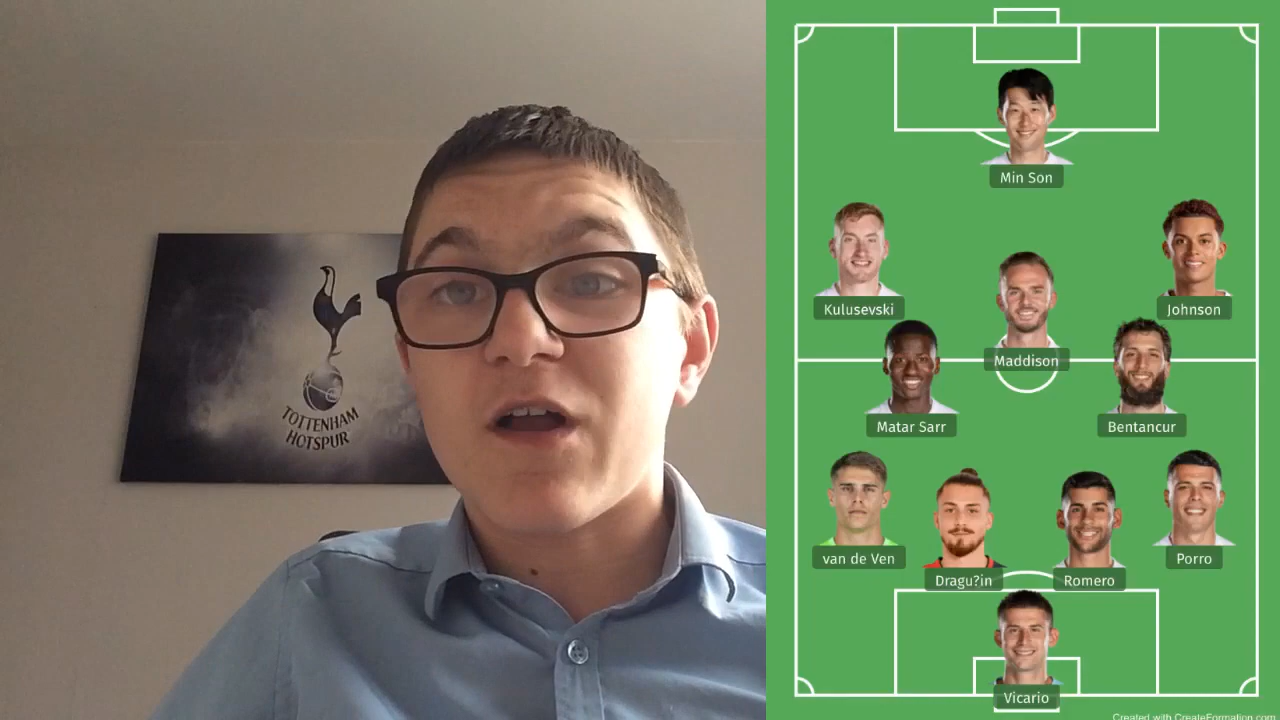 TOTTENHAM
HOTSPUR
Min Son
Kulusevski
Johnson
Maddison
Matar Sarr
Bentancur
van de Ven
Dragu?in
Romero
Porro
Vicario
Created with CreateFormation.com